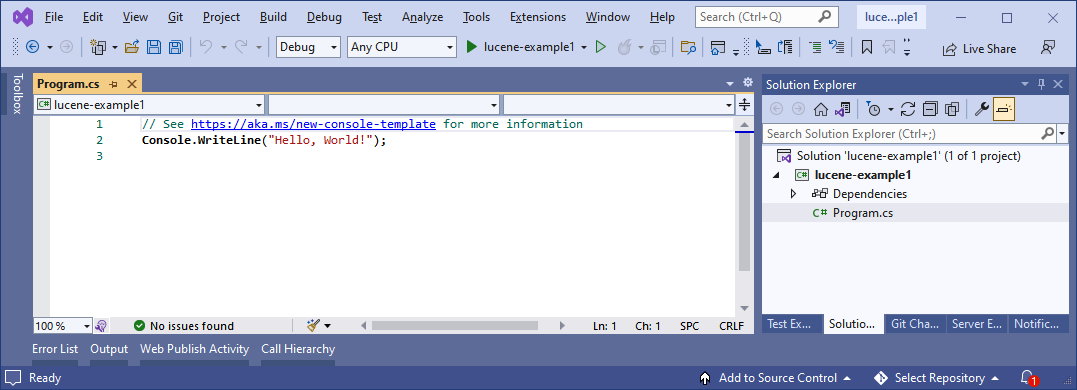 File Edit View Git Project Build Debug Test Analyze Tools Extensions Window Help Search (Ctrl+Q) luce...ple1
Debug Any CPU lucene-example1 Live Share
Toolbox
Program.cs
C# lucene-example1
1 // See https://aka.ms/new-console-template for more information
2 Console.WriteLine("Hello, World!");
3
100 % No issues found Ln: 1 Ch: 1 SPC CRLF
Solution Explorer
Search Solution Explorer (Ctrl+;)
Solution 'lucene-example1' (1 of 1 project)
C# lucene-example1
Dependencies
C# Program.cs
Test Ex... Solutio... Git Cha... Server E... Notific...
Error List Output Web Publish Activity Call Hierarchy
Ready Add to Source Control Select Repository 1